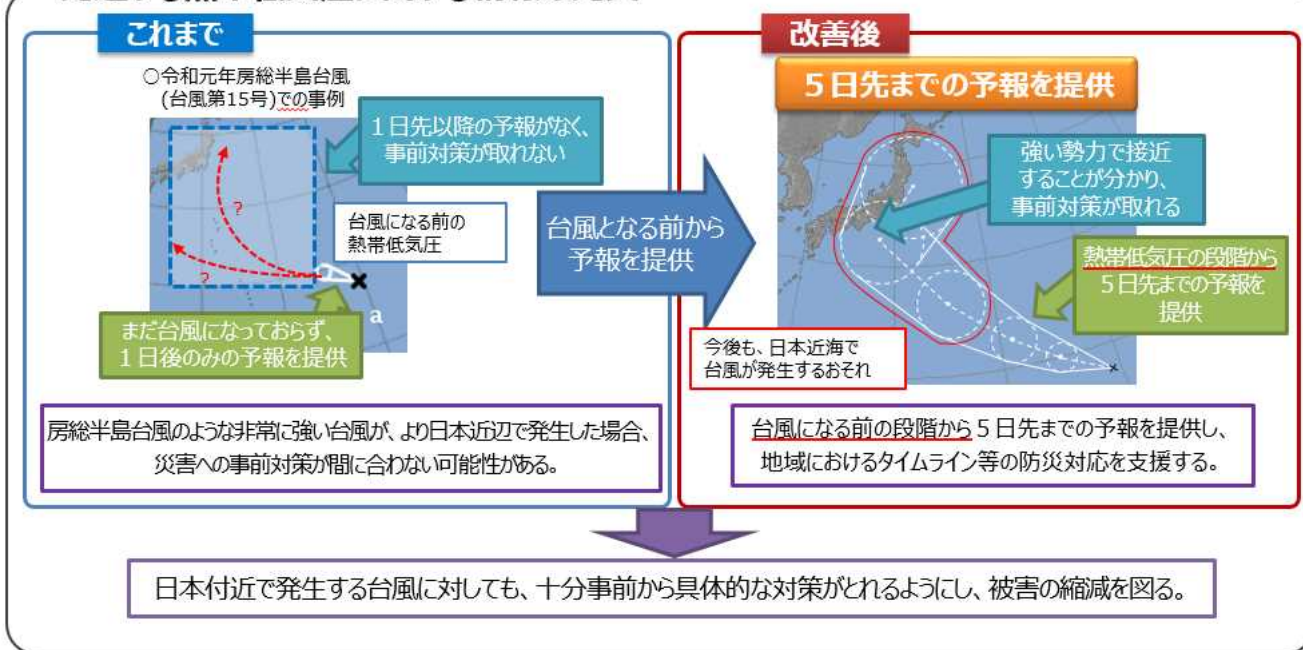 これまで
○令和元年房総半島台風
(台風第15号)での事例
1日先以降の予報がなく、
事前対策が取れない
?
?
台風になる前の
熱帯低気圧
a
まだ台風になっておらず、
1日後のみの予報を提供
房総半島台風のような非常に強い台風が、より日本近辺で発生した場合、
災害への事前対策が間に合わない可能性がある。
台風となる前から
予報を提供
改善後
5日先までの予報を提供
強い勢力で接近
することが分かり、
事前対策が取れる
熱帯低気圧の段階から
5日先までの予報を
提供
今後も、日本近海で
台風が発生するおそれ
台風になる前の段階から5日先までの予報を提供し、
地域におけるタイムライン等の防災対応を支援する。
日本付近で発生する台風に対しても、十分事前から具体的な対策がとれるようにし、被害の縮減を図る。